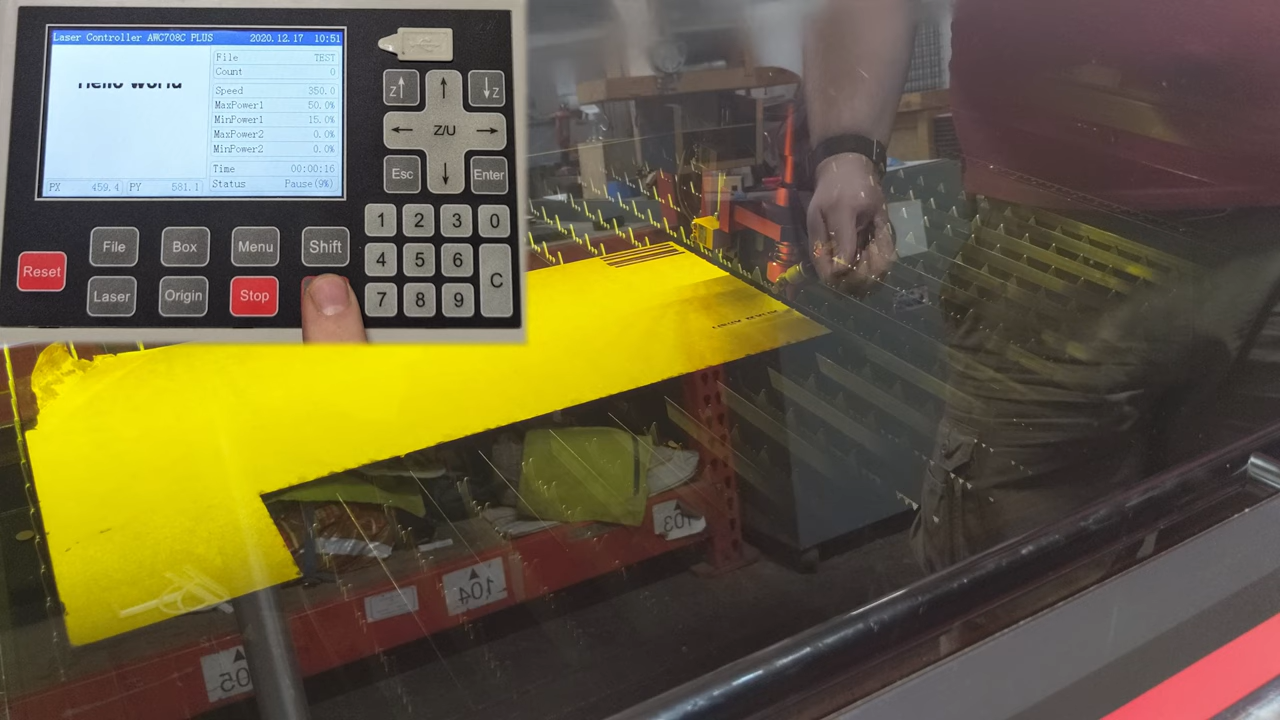 Laser Controller AWC708C PLUS 2020.12.17 10:51
Hello world
File TEST
Count 0
Speed 350.0
MaxPower1 50.0%
MinPower1 15.0%
MaxPower2 0.0%
MinPower2 0.0%
Time 00:00:16
PX 459.4 PY 581.1 Status Pause(9%)
Z↑ ↑ ↓Z
← Z/U →
Esc ↓ Enter
1 2 3 0
File Box Menu Shift
4 5 6
Reset
C
Laser Origin Stop
7 8 9
103
104
105